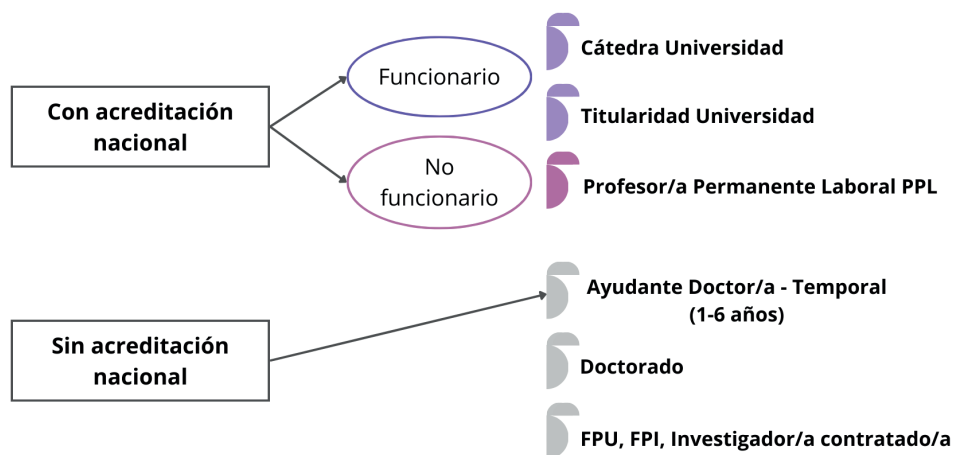 Cátedra Universidad
Funcionario
Con acreditación
nacional
Titularidad Universidad
No
funcionario
Profesor/a Permanente Laboral PPL
Ayudante Doctor/a - Temporal
(1-6 años)
Sin acreditación
nacional
Doctorado
FPU, FPI, Investigador/a contratado/a